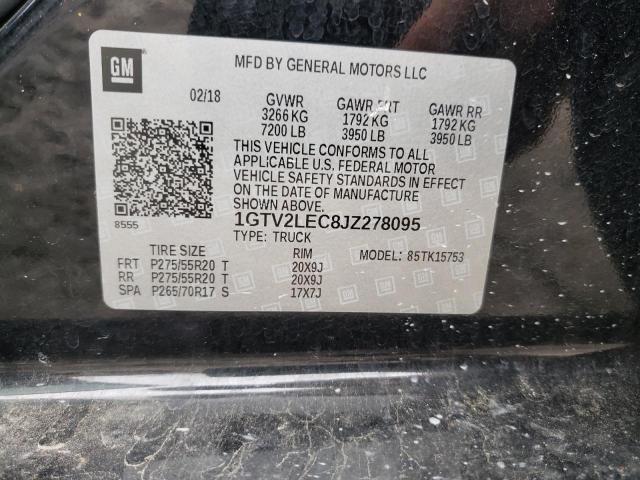 GM
MFD BY GENERAL MOTORS LLC
02/18 GVWR GAWR FRT GAWR RR
3266 KG 1792 KG 1792 KG
7200 LB 3950 LB 3950 LB
THIS VEHICLE CONFORMS TO ALL
APPLICABLE U.S. FEDERAL MOTOR
VEHICLE SAFETY STANDARDS IN
EFFECT ON THE DATE OF MANUFACTURE
SHOWN ABOVE.
8555
1GTV2LEC8JZ278095
TYPE: TRUCK
MODEL: 85TK15753
TIRE SIZE RIM
FRT P275/55R20 T 20X9J
RR P275/55R20 T 20X9J
SPA P265/70R17 S 17X7J